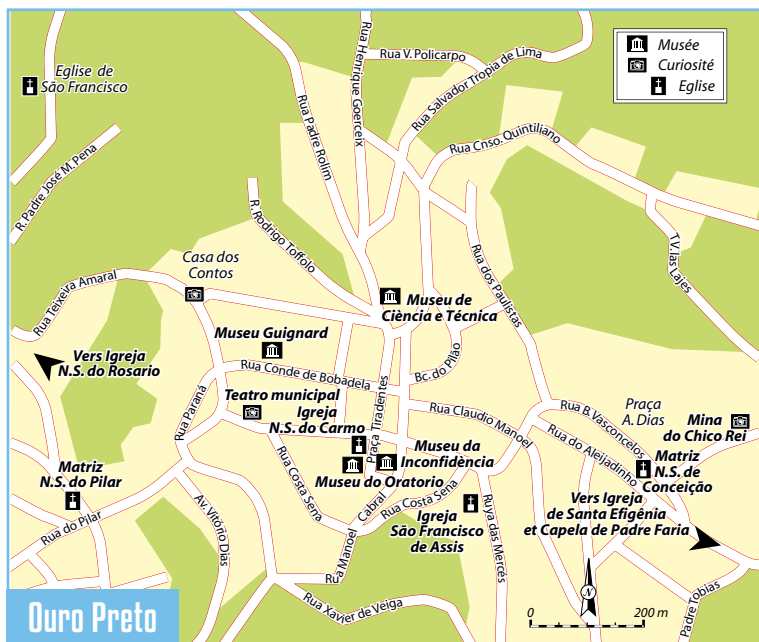 Rua V. Policarpo
Rua Henrique Goerceix
Rua Salvador Tropia de Lima
Musée
Curiosité
Eglise
Eglise de
São Francisco
Rua Padre Rolim
Rua Cnso. Quintiliano
R. Padre José M. Pena
R. Rodrigo Toffolo
Rua dos Paulistas
T.V. las Lajes
Casa dos
Contos
Rua Teixeira Amaral
Museu de
Ciència e Técnica
Museu Guignard
Vers Igreja
N.S. do Rosario
Rua Conde de Bobadela
Bc. do Pilão
Praça Tiradentes
Rua Paraná
Teatro municipal
Igreja
N.S. do Carmo
Rua Claudio Manoel
Rua B. Vasconcelos
Praça
A. Dias
Mina
do Chico Rei
Rua do Aleijadinho
Museu da
Inconfidència
Museu do Oratorio
Matriz
N.S. de
Conceição
Matriz
N.S. do Pilar
Rua Costa Sena
Rua Costa Sena
Rua Manoel
Cabral
Av. Vitório Dias
Rua do Pilar
Igreja
São Francisco
de Assis
Ruya das Mercés
Vers Igreja
de Santa Efigênia
et Capela de Padre Faria
Rua Xavier de Veiga
Padre Tobias
N
0
200 m
Ouro Preto